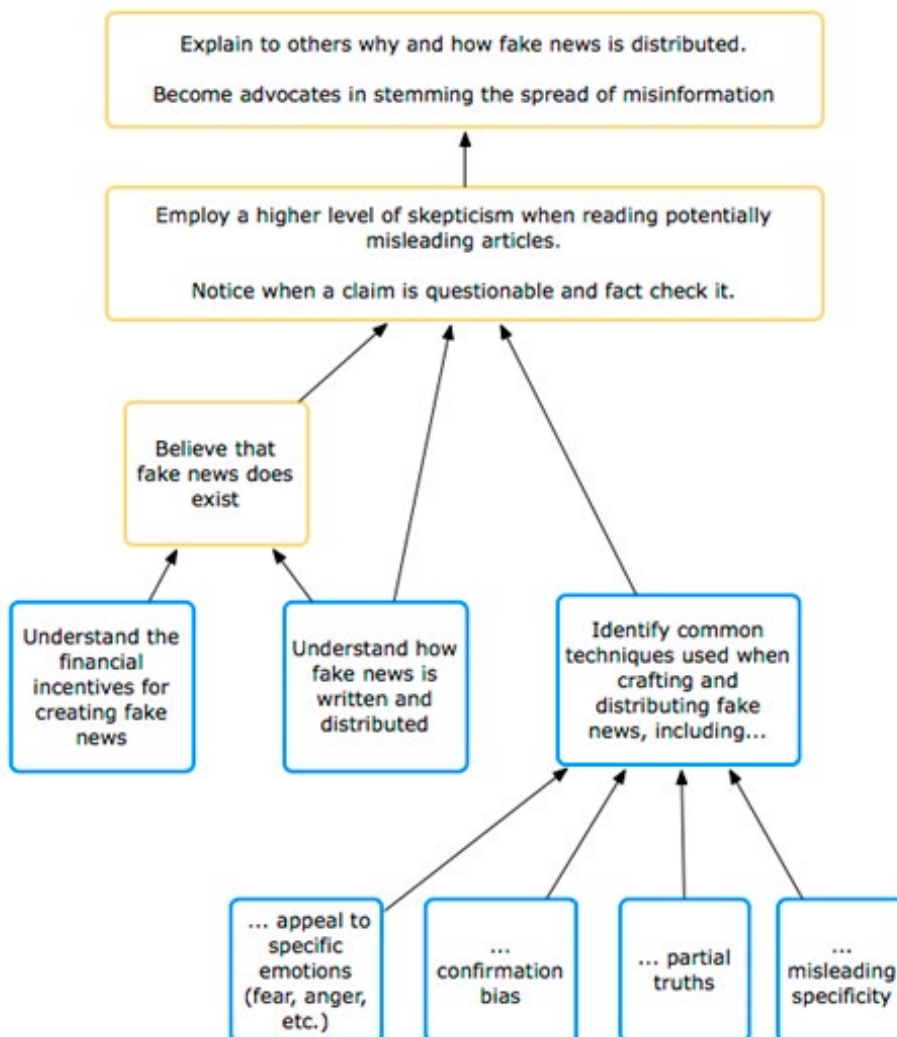 Explain to others why and how fake news is distributed.
Become advocates in stemming the spread of misinformation
Employ a higher level of skepticism when reading potentially
misleading articles.
Notice when a claim is questionable and fact check it.
Believe that
fake news does
exist
Understand the
financial
incentives for
creating fake
news
Understand how
fake news is
written and
distributed
Identify common
techniques used when
crafting and
distributing fake
news, including...
... appeal to
specific
emotions
(fear, anger,
etc.)
...
confirmation
bias
... partial
truths
...
misleading
specificity